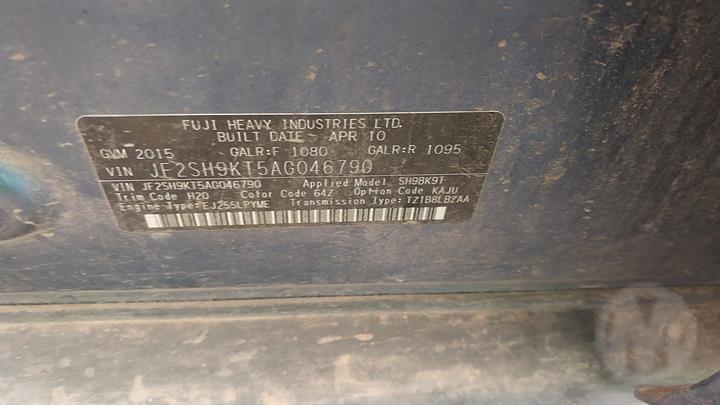 FUJI HEAVY INDUSTRIES LTD.
BUILT DATE - APR 10
GVM 2015 GALR:F 1080 GALR:R 1095
VIN JF2SH9KT5AG046790
VIN JF2SH9KT5AG046790 Applied Model SH9BK9T
Trim Code H20 Color Code 64Z Option Code KAJU
Engine Type: EJ255LPYME Transmission Type: TZ1B8LBZAA
M